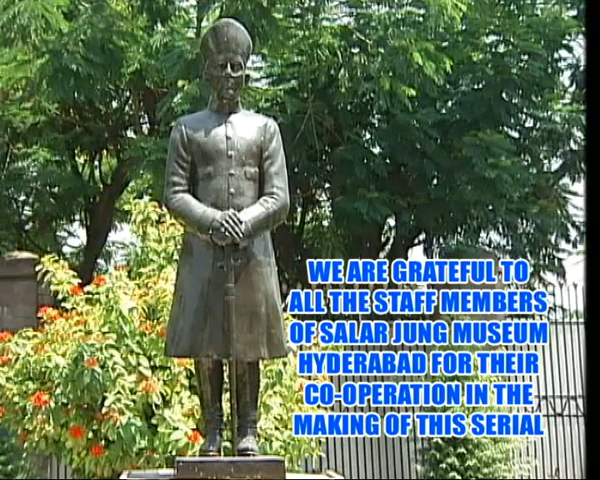 WE ARE GRATEFUL TO
ALL THE STAFF MEMBERS
OF SALAR JUNG MUSEUM
HYDERABAD FOR THEIR
CO-OPERATION IN THE
MAKING OF THIS SERIAL